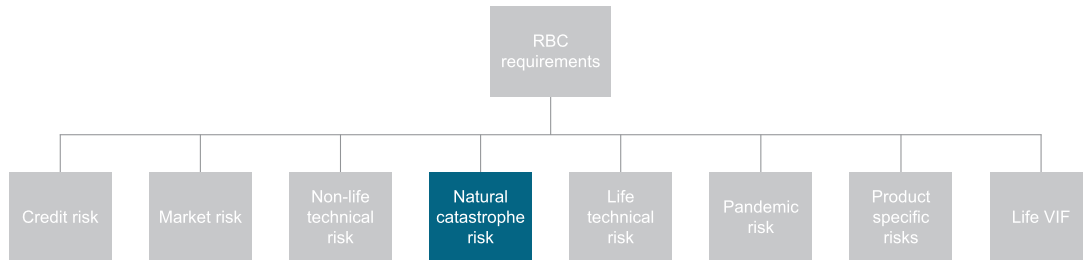 RBC
requirements
Credit risk
Market risk
Non-life
technical
risk
Natural
catastrophe
risk
Life
technical
risk
Pandemic
risk
Product
specific
risks
Life VIF